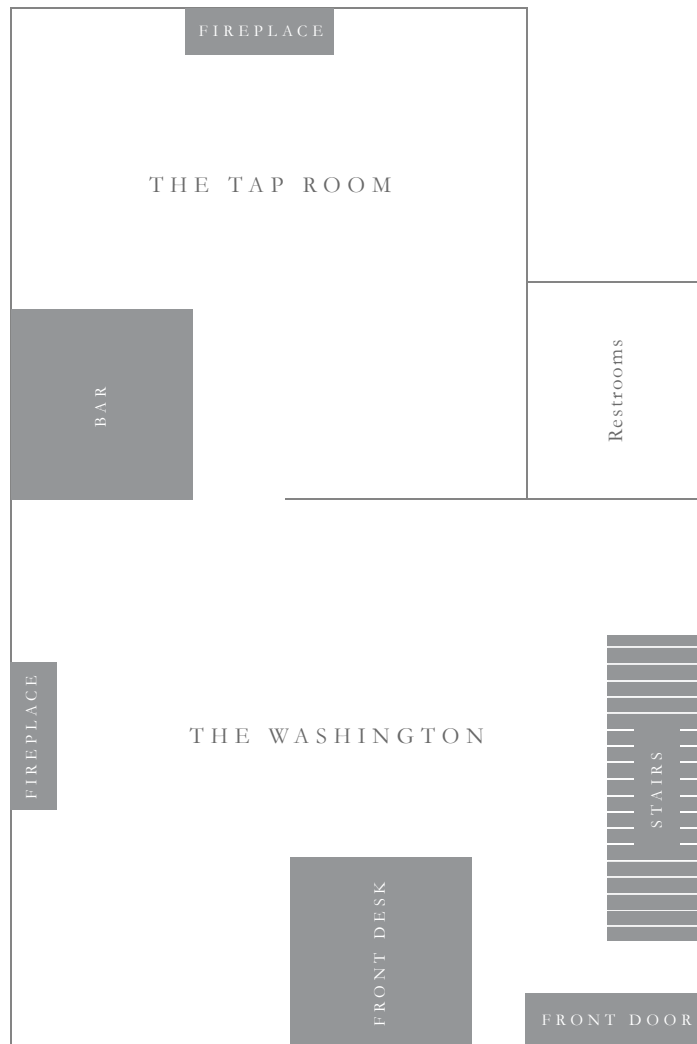 FIREPLACE
THE TAP ROOM
Restrooms
BAR
FIREPLACE
THE WASHINGTON
STAIRS
FRONT DESK
FRONT DOOR